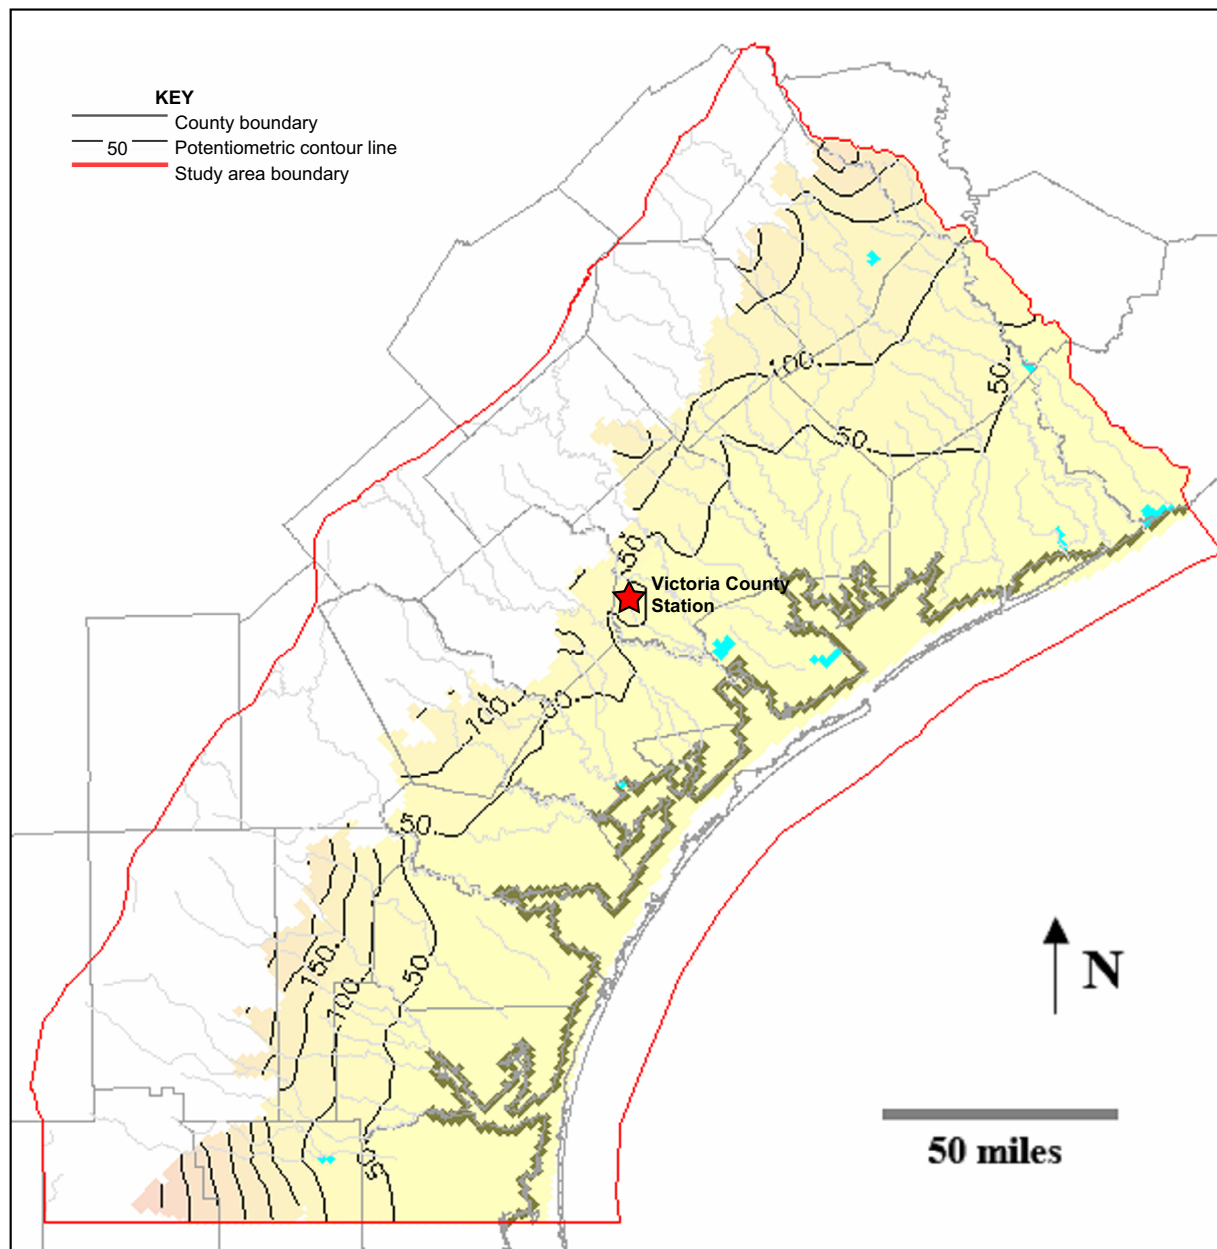 KEY
County boundary
50 Potentiometric contour line
Study area boundary
100.
50
50.
50
Victoria County
Station
100.
50.
50.
150.
50
100.
50
N
50 miles